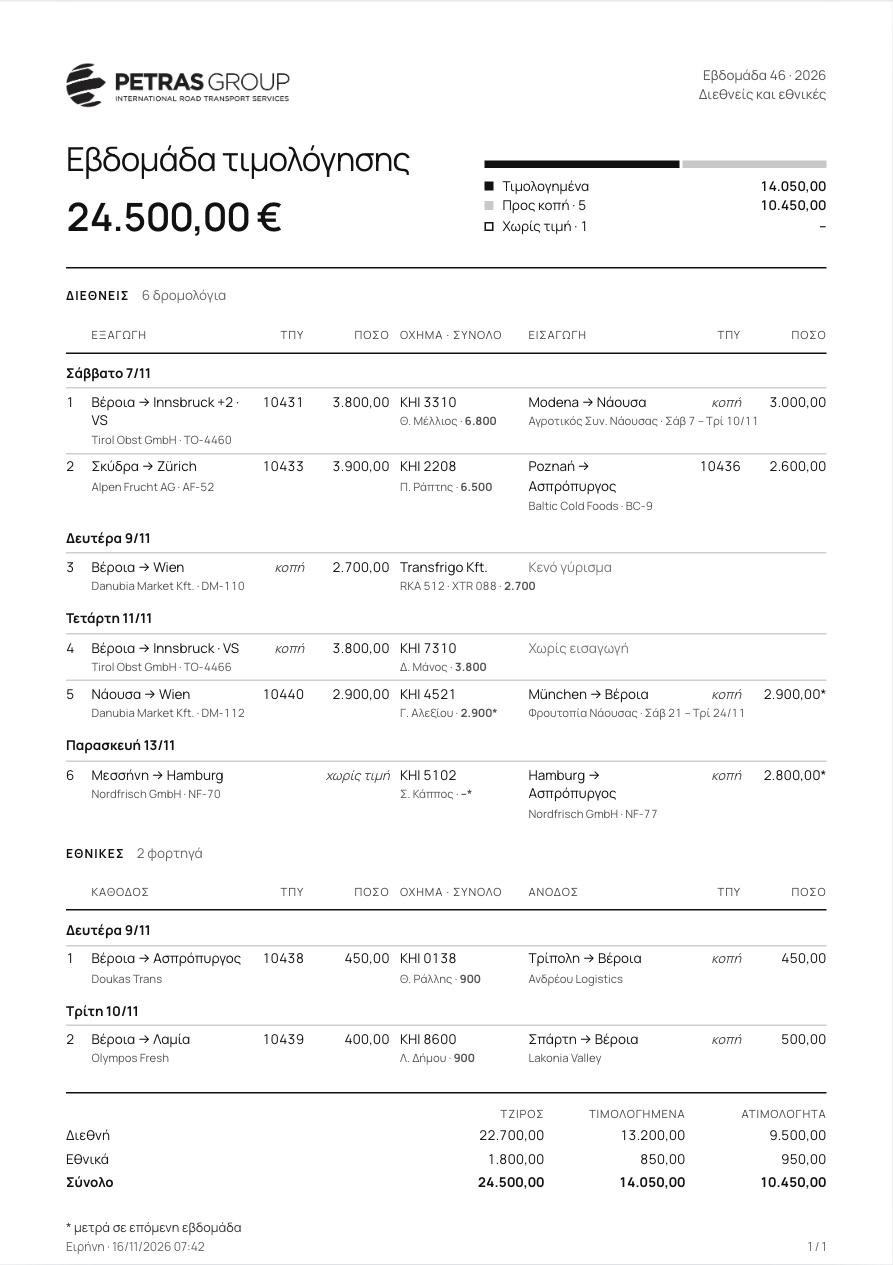 PETRAS GROUP
INTERNATIONAL ROAD TRANSPORT SERVICES
Εβδομάδα 46 · 2026
Διεθνείς και εθνικές
Εβδομάδα τιμολόγησης
24.500,00 €
Τιμολογημένα 14.050,00
Προς κοπή · 5 10.450,00
Χωρίς τιμή · 1 –
ΔΙΕΘΝΕΙΣ 6 δρομολόγια
ΕΞΑΓΩΓΗ ΤΠΥ ΠΟΣΟ ΟΧΗΜΑ · ΣΥΝΟΛΟ ΕΙΣΑΓΩΓΗ ΤΠΥ ΠΟΣΟ
Σάββατο 7/11
1 Βέροια → Innsbruck +2 · 10431 3.800,00 ΚΗΙ 3310 Modena → Νάουσα κοπή 3.000,00
VS Θ. Μέλλιος · 6.800 Αγροτικός Συν. Νάουσας · Σάβ 7 – Τρί 10/11
Tirol Obst GmbH · TO-4460
2 Σκύδρα → Zürich 10433 3.900,00 ΚΗΙ 2208 Poznań → 10436 2.600,00
Alpen Frucht AG · AF-52 Π. Ράπτης · 6.500 Ασπρόπυργος
Baltic Cold Foods · BC-9
Δευτέρα 9/11
3 Βέροια → Wien κοπή 2.700,00 Transfrigo Kft. Κενό γύρισμα
Danubia Market Kft. · DM-110 RKA 512 · XTR 088 · 2.700
Τετάρτη 11/11
4 Βέροια → Innsbruck · VS κοπή 3.800,00 ΚΗΙ 7310 Χωρίς εισαγωγή
Tirol Obst GmbH · TO-4466 Δ. Μάνος · 3.800
5 Νάουσα → Wien 10440 2.900,00 ΚΗΙ 4521 München → Βέροια κοπή 2.900,00*
Danubia Market Kft. · DM-112 Γ. Αλεξίου · 2.900* Φρουτοπία Νάουσας · Σάβ 21 – Τρί 24/11
Παρασκευή 13/11
6 Μεσσήνη → Hamburg χωρίς τιμή ΚΗΙ 5102 Hamburg → κοπή 2.800,00*
Nordfrisch GmbH · NF-70 Σ. Κάππος · –* Ασπρόπυργος
Nordfrisch GmbH · NF-77
ΕΘΝΙΚΕΣ 2 φορτηγά
ΚΑΘΟΔΟΣ ΤΠΥ ΠΟΣΟ ΟΧΗΜΑ · ΣΥΝΟΛΟ ΑΝΟΔΟΣ ΤΠΥ ΠΟΣΟ
Δευτέρα 9/11
1 Βέροια → Ασπρόπυργος 10438 450,00 ΚΗΙ 0138 Τρίπολη → Βέροια κοπή 450,00
Doukas Trans Θ. Ράλλης · 900 Ανδρέου Logistics
Τρίτη 10/11
2 Βέροια → Λαμία 10439 400,00 ΚΗΙ 8600 Σπάρτη → Βέροια κοπή 500,00
Olympos Fresh Λ. Δήμου · 900 Lakonia Valley
ΤΖΙΡΟΣ ΤΙΜΟΛΟΓΗΜΕΝΑ ΑΤΙΜΟΛΟΓΗΤΑ
Διεθνή 22.700,00 13.200,00 9.500,00
Εθνικά 1.800,00 850,00 950,00
Σύνολο 24.500,00 14.050,00 10.450,00
* μετρά σε επόμενη εβδομάδα
Ειρήνη · 16/11/2026 07:42 1 / 1